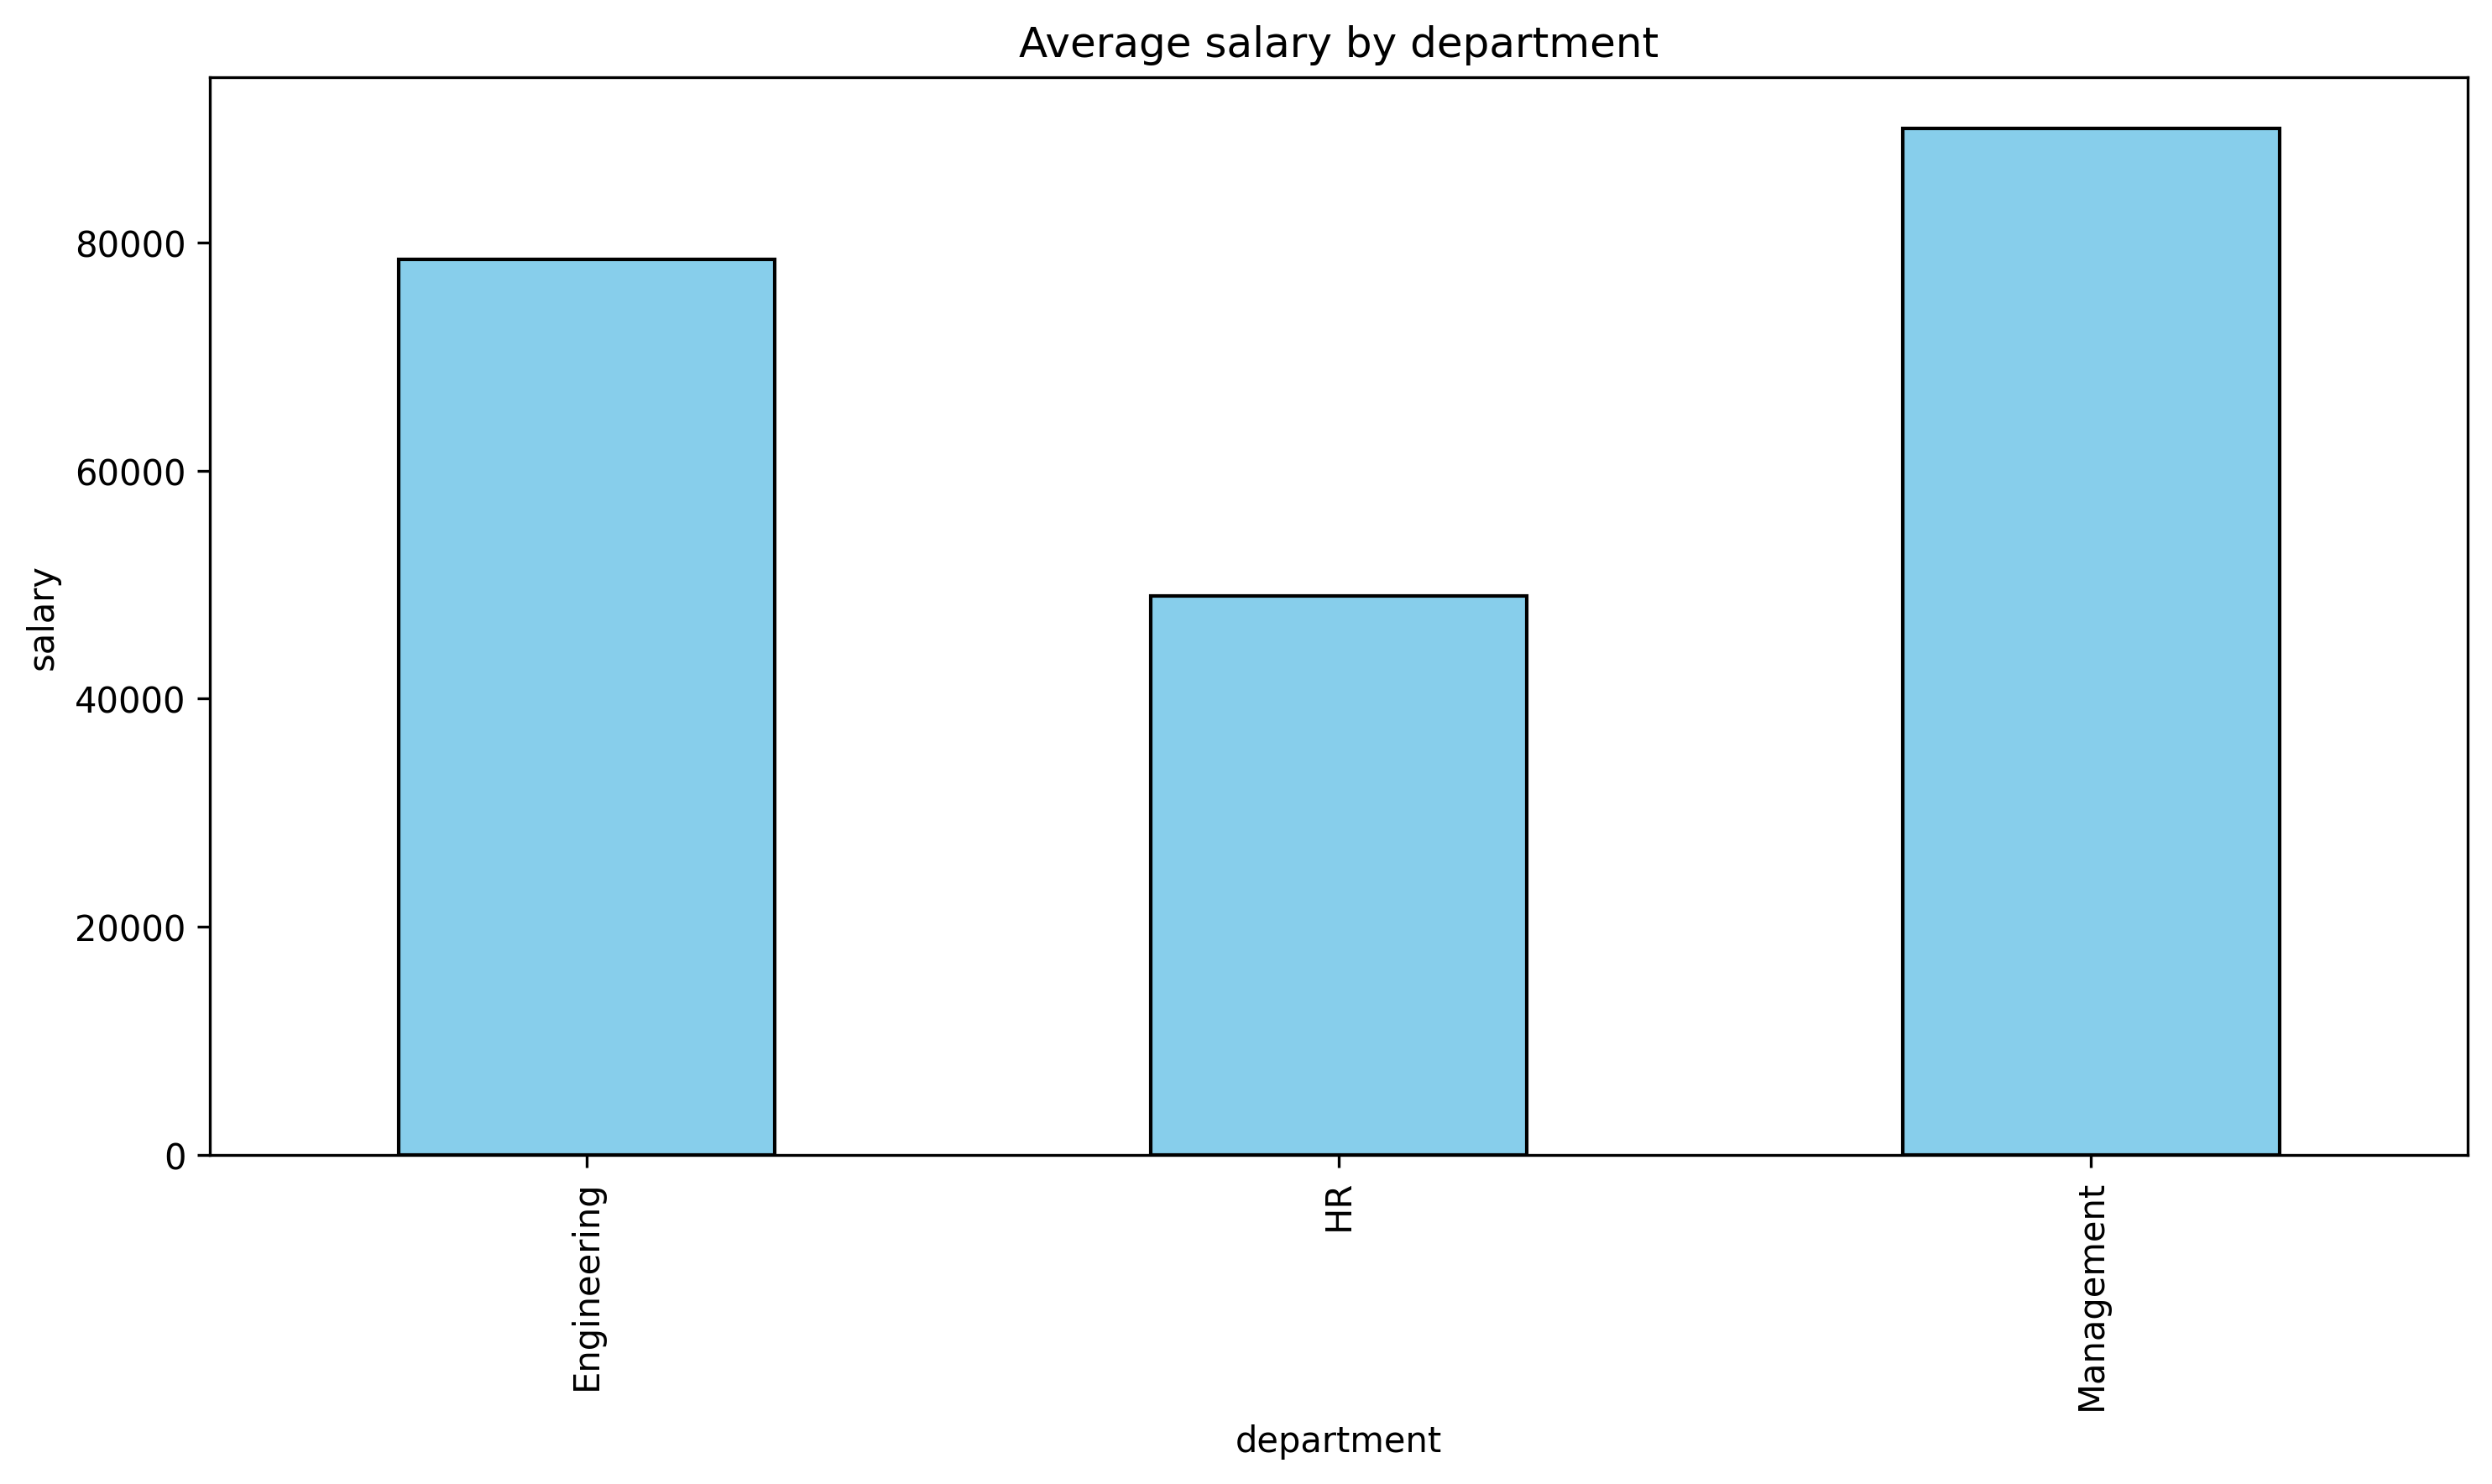 Average salary by department
80000
60000
40000
20000
0
salary
Engineering
HR
Management
department